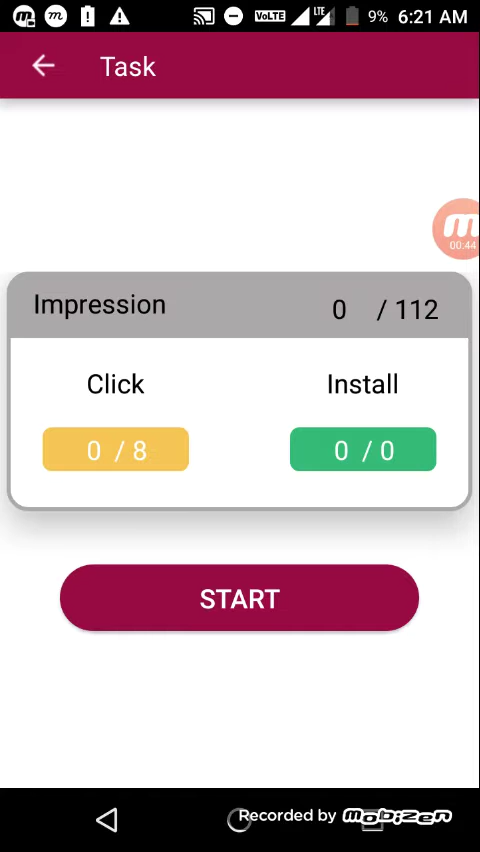 VoLTE LTE 9% 6:21 AM
Task
00:44
Impression 0 / 112
Click Install
0 / 8 0 / 0
START
Recorded by mobizen